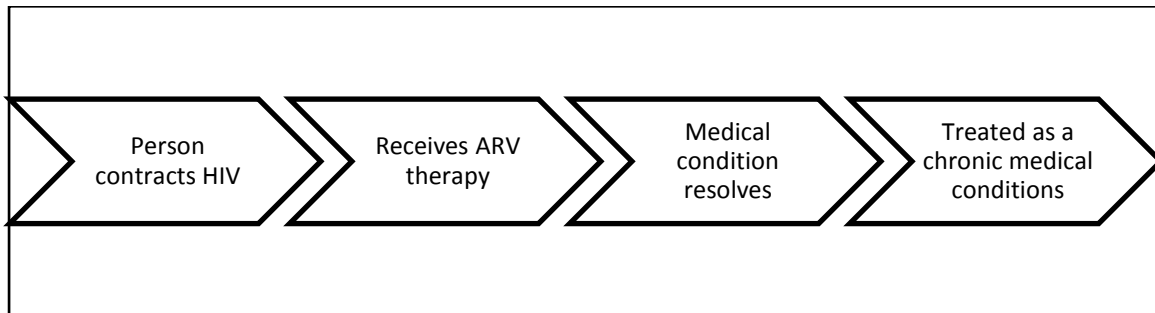 Person
contracts HIV
Receives ARV
therapy
Medical
condition
resolves
Treated as a
chronic medical
conditions